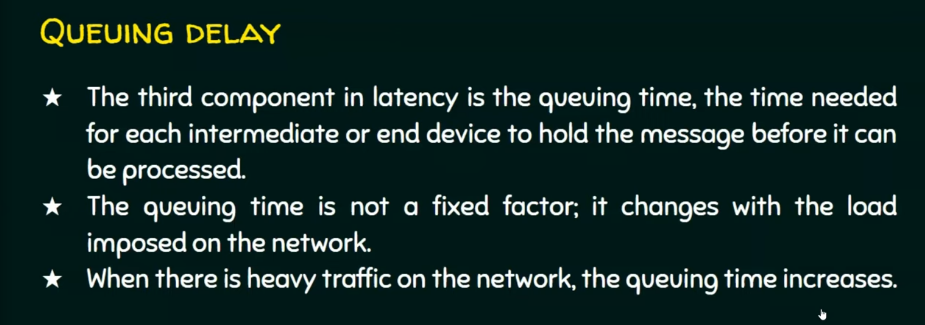 QUEUING DELAY
★ The third component in latency is the queuing time, the time needed
for each intermediate or end device to hold the message before it can
be processed.
★ The queuing time is not a fixed factor; it changes with the load
imposed on the network.
★ When there is heavy traffic on the network, the queuing time increases.